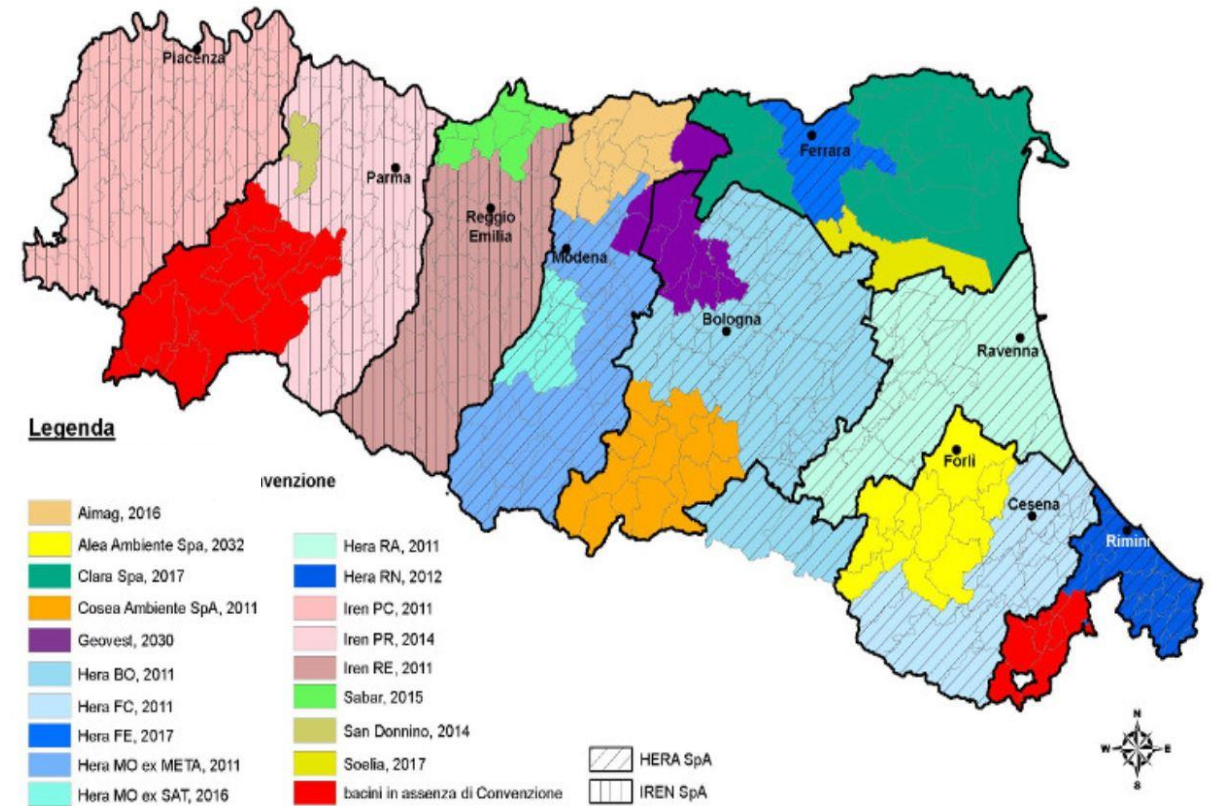 Piacenza
Parma
Reggio
Emilia
Modena
Ferrara
Bologna
Ravenna
Forlì
Cesena
Rimini
Legenda
ıvenzione
Aimag, 2016
Alea Ambiente Spa, 2032
Clara Spa, 2017
Cosea Ambiente SpA, 2011
Geovest, 2030
Hera BO, 2011
Hera FC, 2011
Hera FE, 2017
Hera MO ex META, 2011
Hera MO ex SAT, 2016
Hera RA, 2011
Hera RN, 2012
Iren PC, 2011
Iren PR, 2014
Iren RE, 2011
Sabar, 2015
San Donnino, 2014
Soelia, 2017
bacini in assenza di Convenzione
HERA SpA
IREN SpA
N
W E
S